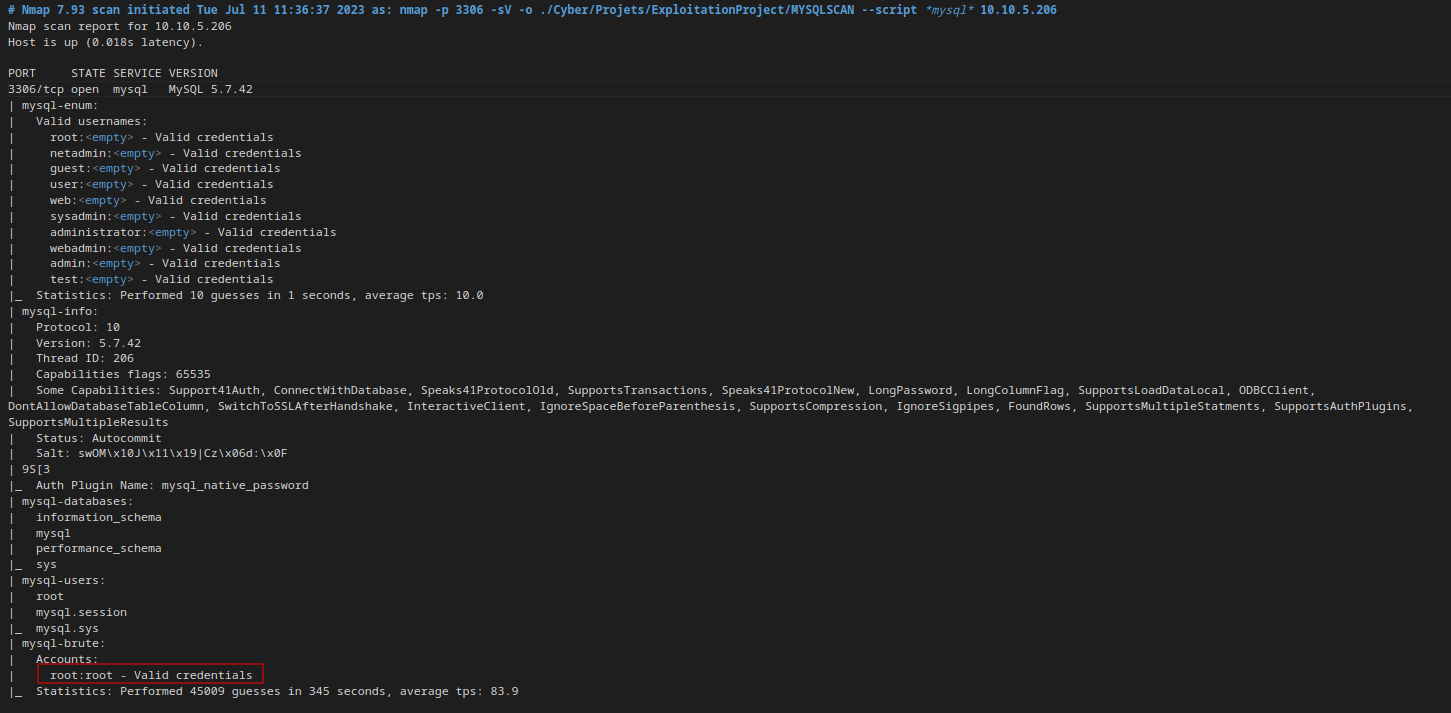 # Nmap 7.93 scan initiated Tue Jul 11 11:36:37 2023 as: nmap -p 3306 -sV -o ./Cyber/Projets/ExploitationProject/MYSQLSCAN --script *mysql* 10.10.5.206
Nmap scan report for 10.10.5.206
Host is up (0.018s latency).

PORT     STATE SERVICE VERSION
3306/tcp open  mysql   MySQL 5.7.42
| mysql-enum:
|   Valid usernames:
|     root:<empty> - Valid credentials
|     netadmin:<empty> - Valid credentials
|     guest:<empty> - Valid credentials
|     user:<empty> - Valid credentials
|     web:<empty> - Valid credentials
|     sysadmin:<empty> - Valid credentials
|     administrator:<empty> - Valid credentials
|     webadmin:<empty> - Valid credentials
|     admin:<empty> - Valid credentials
|     test:<empty> - Valid credentials
|_  Statistics: Performed 10 guesses in 1 seconds, average tps: 10.0
| mysql-info:
|   Protocol: 10
|   Version: 5.7.42
|   Thread ID: 206
|   Capabilities flags: 65535
|   Some Capabilities: Support41Auth, ConnectWithDatabase, Speaks41ProtocolOld, SupportsTransactions, Speaks41ProtocolNew, LongPassword, LongColumnFlag, SupportsLoadDataLocal, ODBCClient,
DontAllowDatabaseTableColumn, SwitchToSSLAfterHandshake, InteractiveClient, IgnoreSpaceBeforeParenthesis, SupportsCompression, IgnoreSigpipes, FoundRows, SupportsMultipleStatments, SupportsAuthPlugins,
SupportsMultipleResults
|   Status: Autocommit
|   Salt: swOM\x10J\x11\x19|Cz\x06d:\x0F
| 9S[3
|_  Auth Plugin Name: mysql_native_password
| mysql-databases:
|   information_schema
|   mysql
|   performance_schema
|_  sys
| mysql-users:
|   root
|   mysql.session
|_  mysql.sys
| mysql-brute:
|   Accounts:
|     root:root - Valid credentials
|_  Statistics: Performed 45009 guesses in 345 seconds, average tps: 83.9